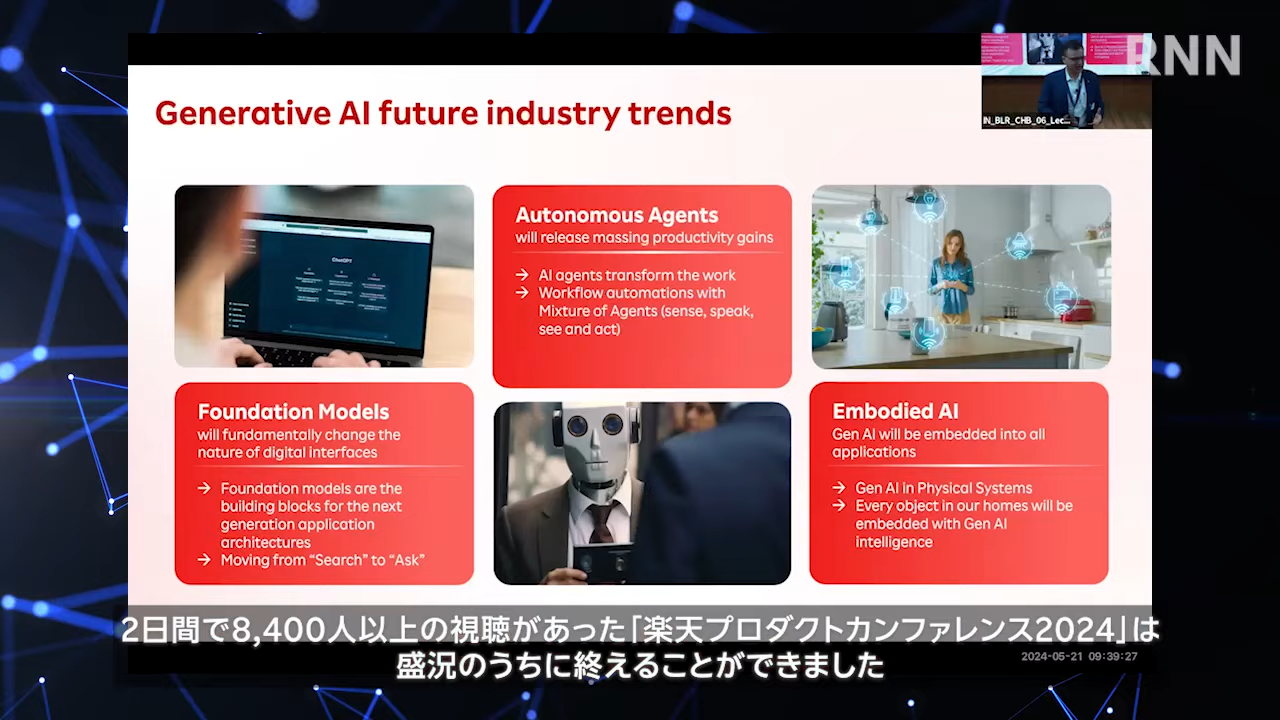 RNN
IN_BLR_CHB_06_Lec...
Generative AI future industry trends
ChatGPT
Autonomous Agents
will release massing productivity gains
→ AI agents transform the work
→ Workflow automations with
Mixture of Agents (sense, speak,
see and act)
Foundation Models
will fundamentally change the
nature of digital interfaces
→ Foundation models are the
building blocks for the next
generation application
architectures
→ Moving from “Search” to “Ask”
Embodied AI
Gen AI will be embedded into all
applications
→ Gen AI in Physical Systems
→ Every object in our homes will be
embedded with Gen AI
intelligence
2日間で8,400人以上の視聴があった「楽天プロダクトカンファレンス2024」は
盛況のうちに終えることができました
2024-05-21 09:39:27